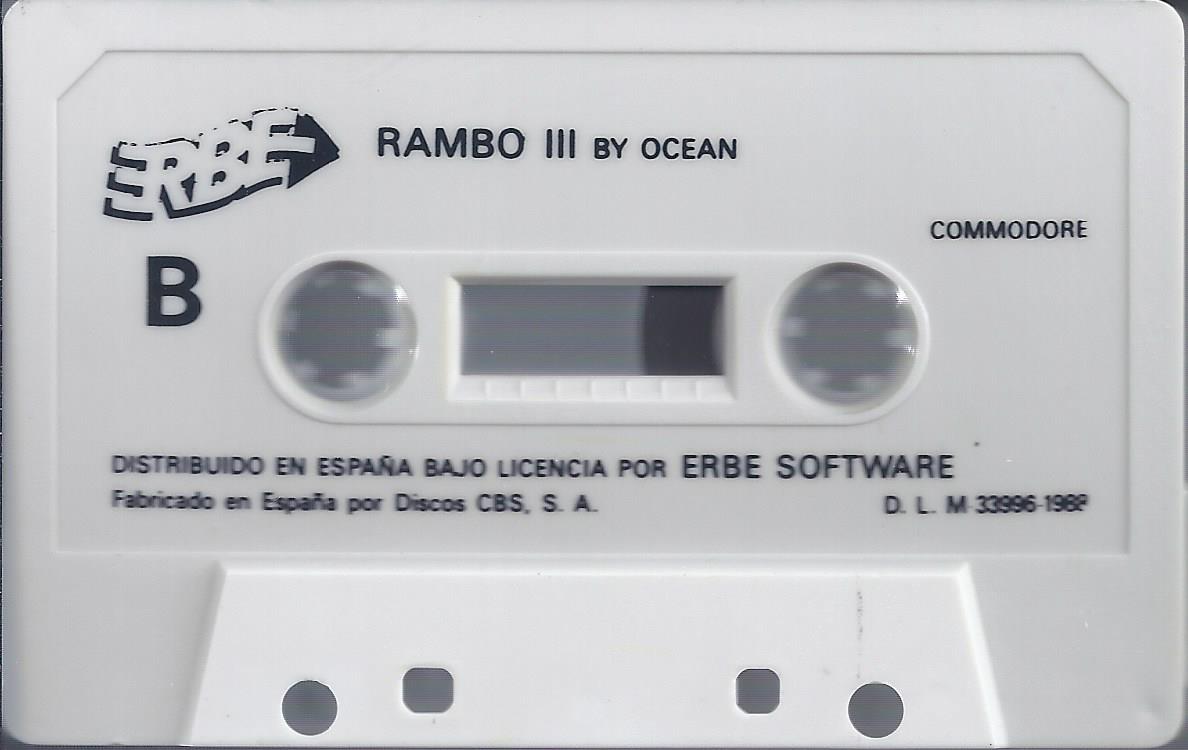 ERBE
RAMBO III BY OCEAN
COMMODORE
B
DISTRIBUIDO EN ESPAÑA BAJO LICENCIA POR ERBE SOFTWARE
Fabricado en España por Discos CBS, S. A.
D. L. M-33996-1988